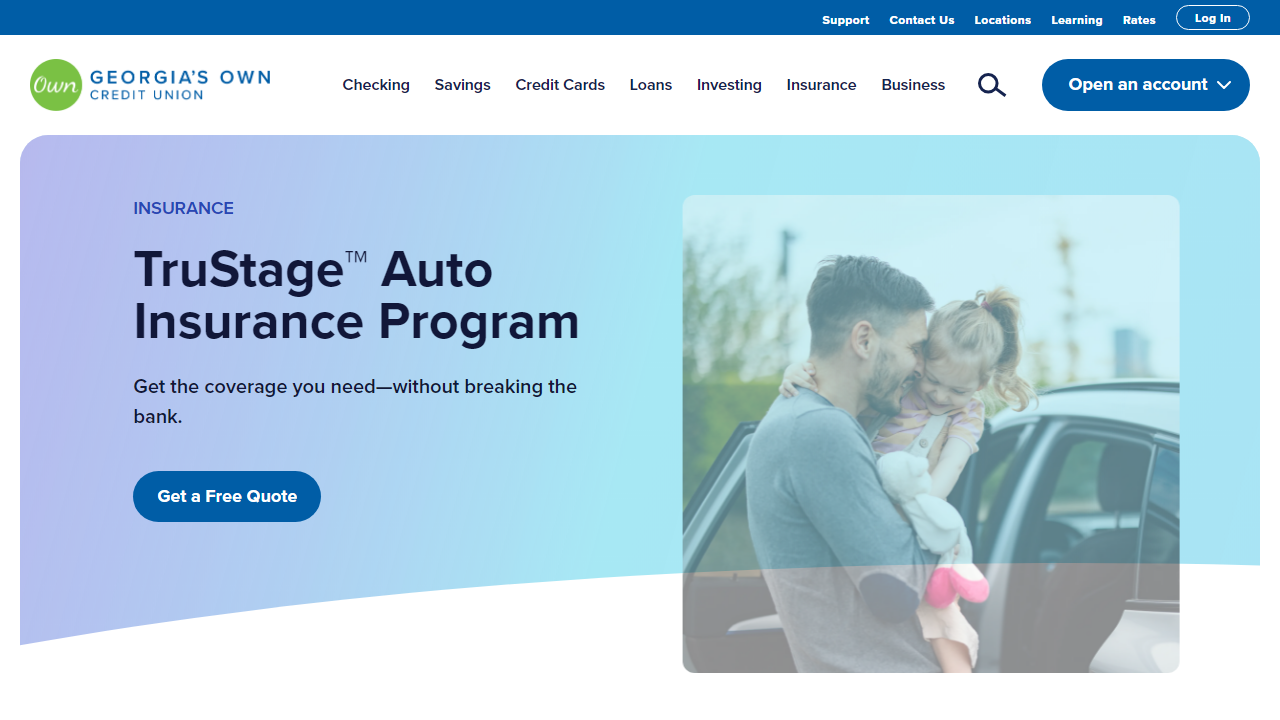 Support Contact Us Locations Learning Rates Log In
Own GEORGIA'S OWN
CREDIT UNION
Checking Savings Credit Cards Loans Investing Insurance Business Open an account
INSURANCE
TruStage™ Auto
Insurance Program
Get the coverage you need—without breaking the
bank.
Get a Free Quote